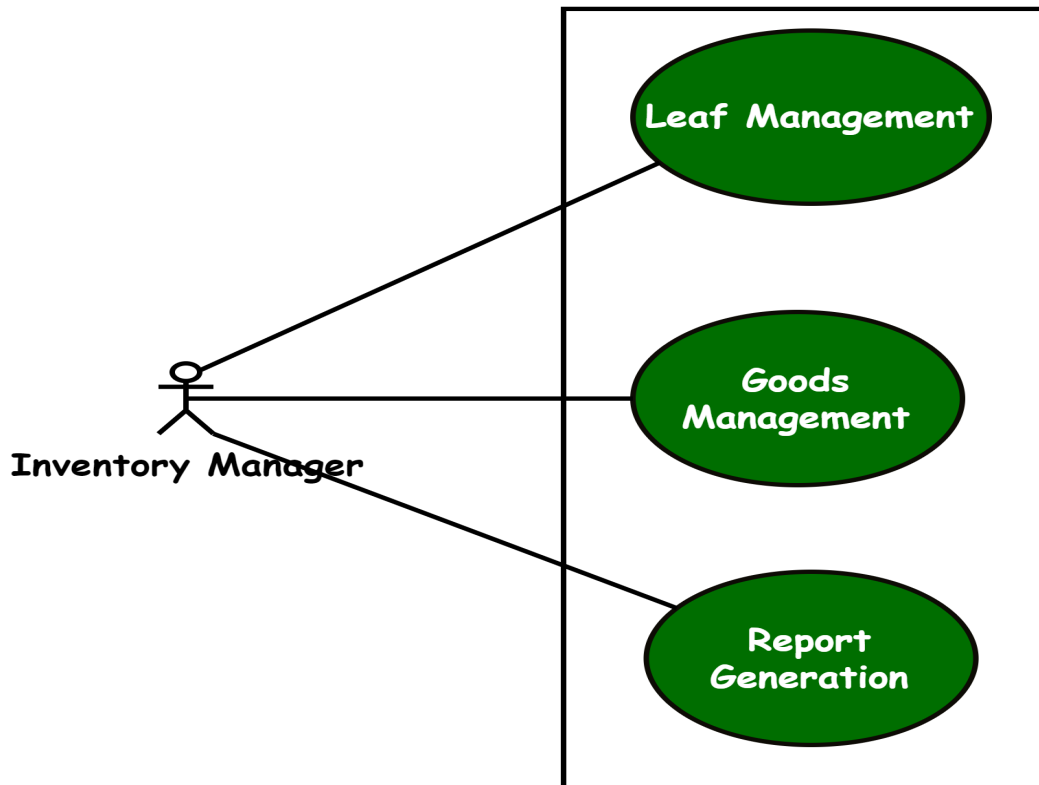 Leaf Management
Goods
Management
Inventory Manager
Report
Generation